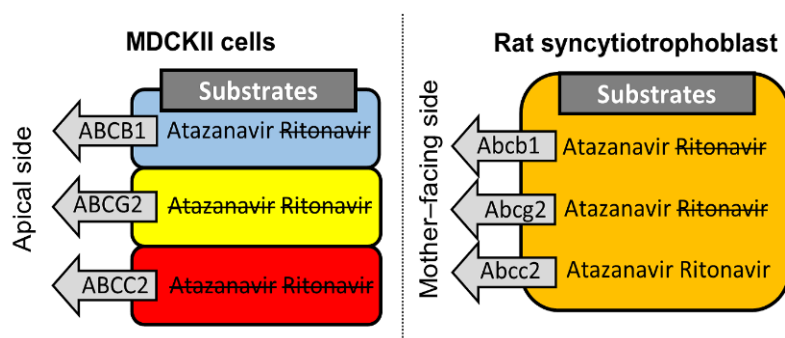 MDCKII cells
Apical side
Substrates
ABCB1 Atazanavir Ritonavir
ABCG2 Atazanavir Ritonavir
ABCC2 Atazanavir Ritonavir
Rat syncytiotrophoblast
Mother-facing side
Substrates
Abcb1 Atazanavir Ritonavir
Abcg2 Atazanavir Ritonavir
Abcc2 Atazanavir Ritonavir